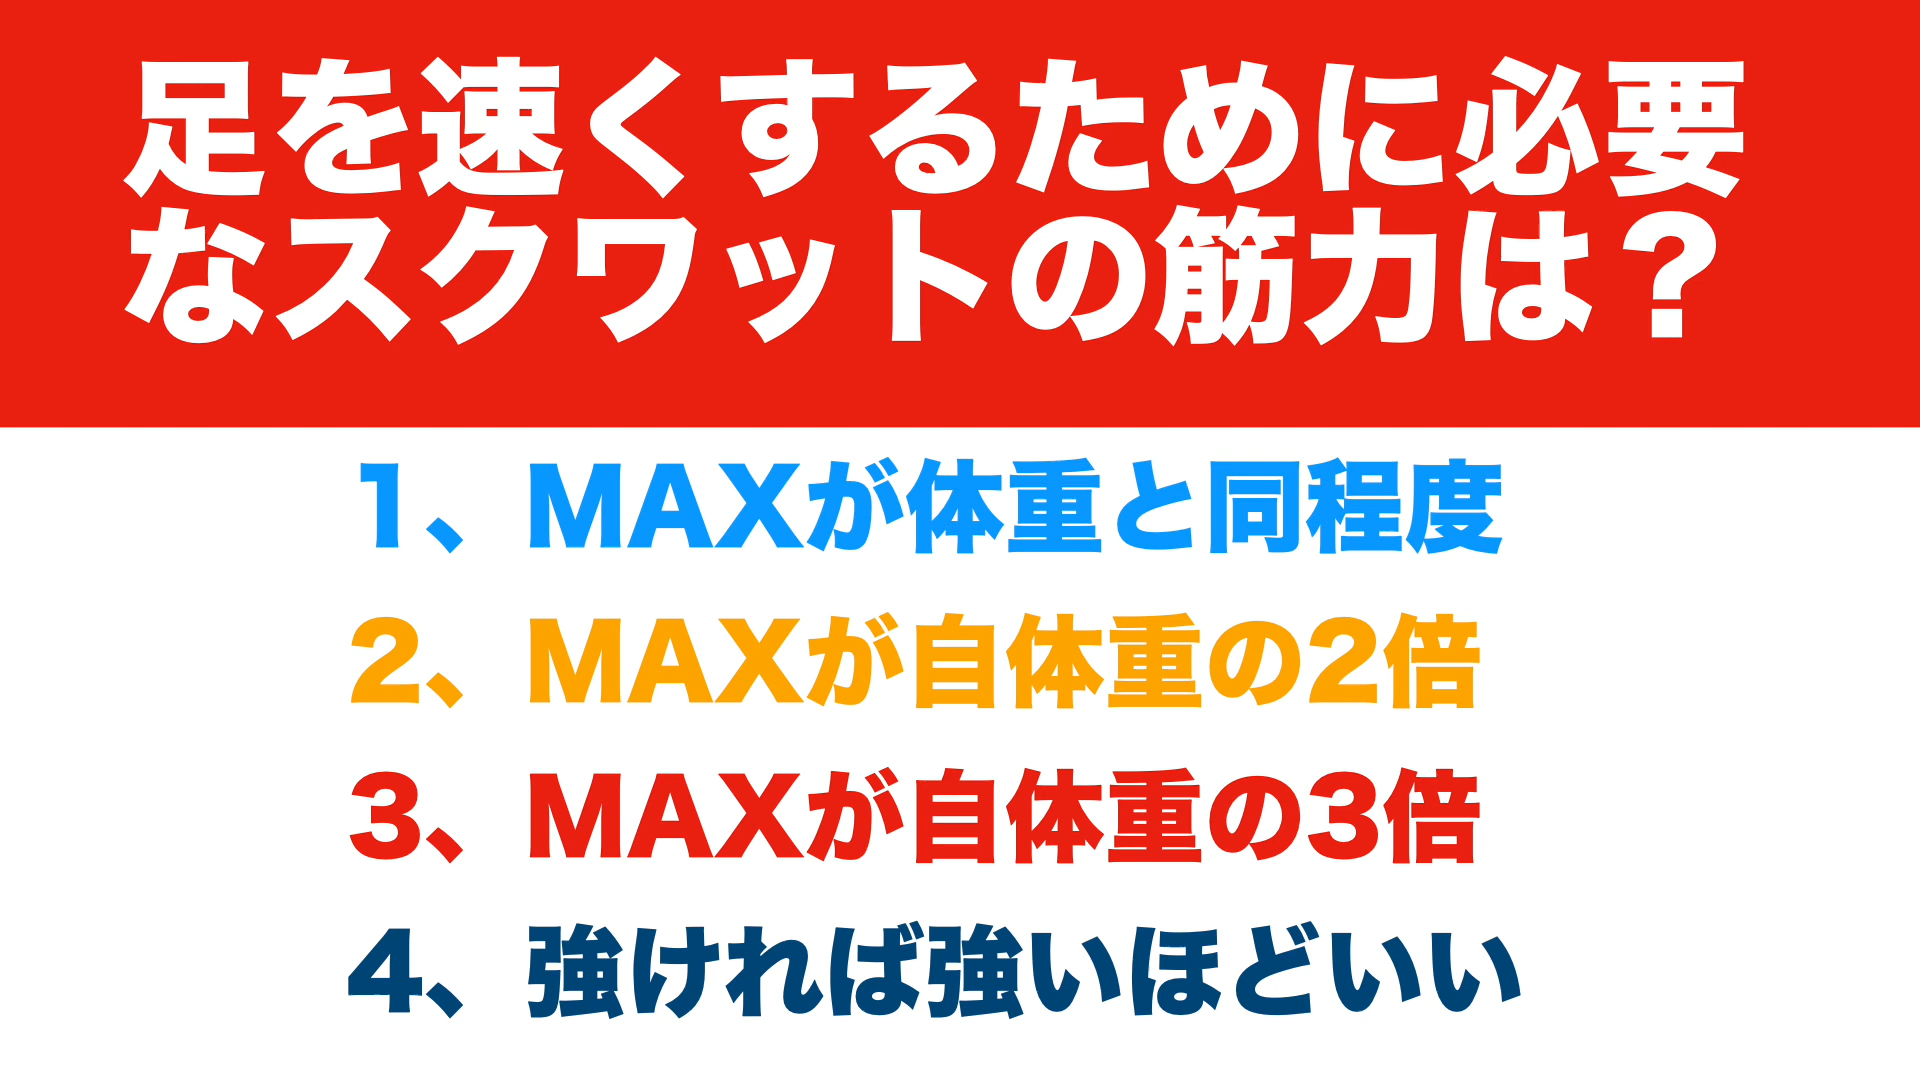 足を速くするために必要
なスクワットの筋力は？
1、MAXが体重と同程度
2、MAXが自体重の2倍
3、MAXが自体重の3倍
4、強ければ強いほどいい